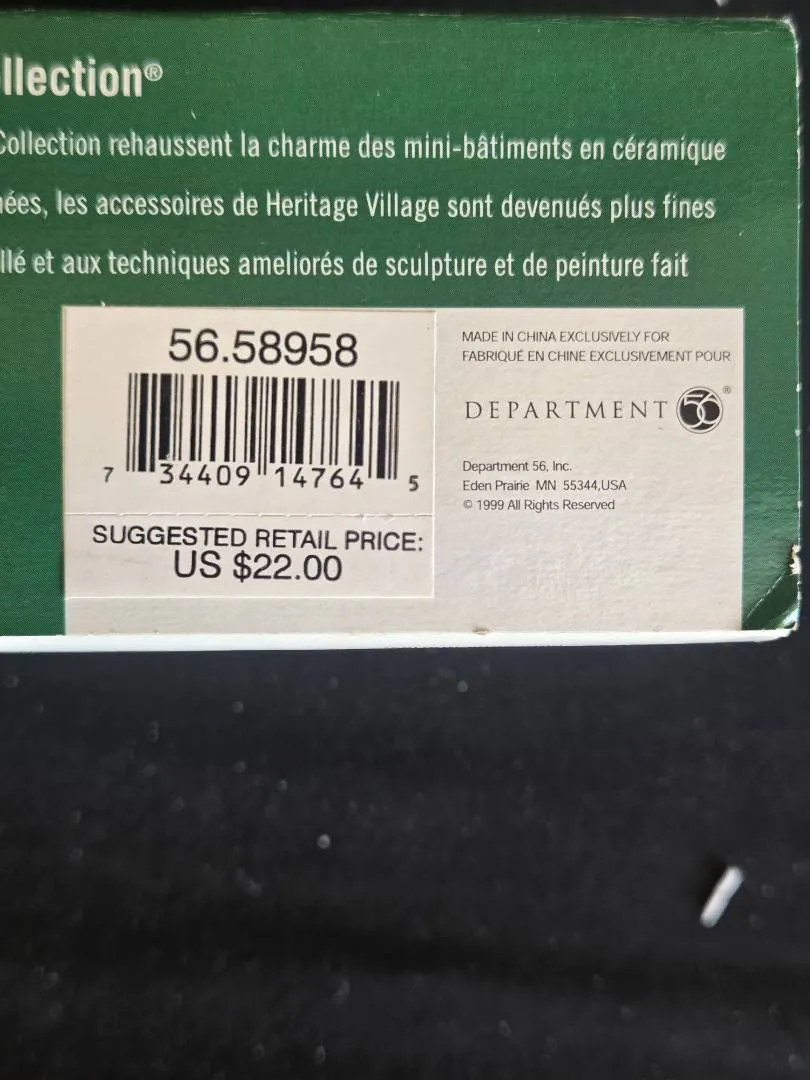 llection®
Collection rehaussent la charme des mini-bâtiments en céramique
ées, les accessoires de Heritage Village sont devenués plus fines
llé et aux techniques ameliorés de sculpture et de peinture fait
56.58958
7 34409 14764 5
SUGGESTED RETAIL PRICE:
US $22.00
MADE IN CHINA EXCLUSIVELY FOR
FABRIQUÉ EN CHINE EXCLUSIVEMENT POUR
DEPARTMENT 56®
Department 56, Inc.
Eden Prairie MN 55344,USA
© 1999 All Rights Reserved